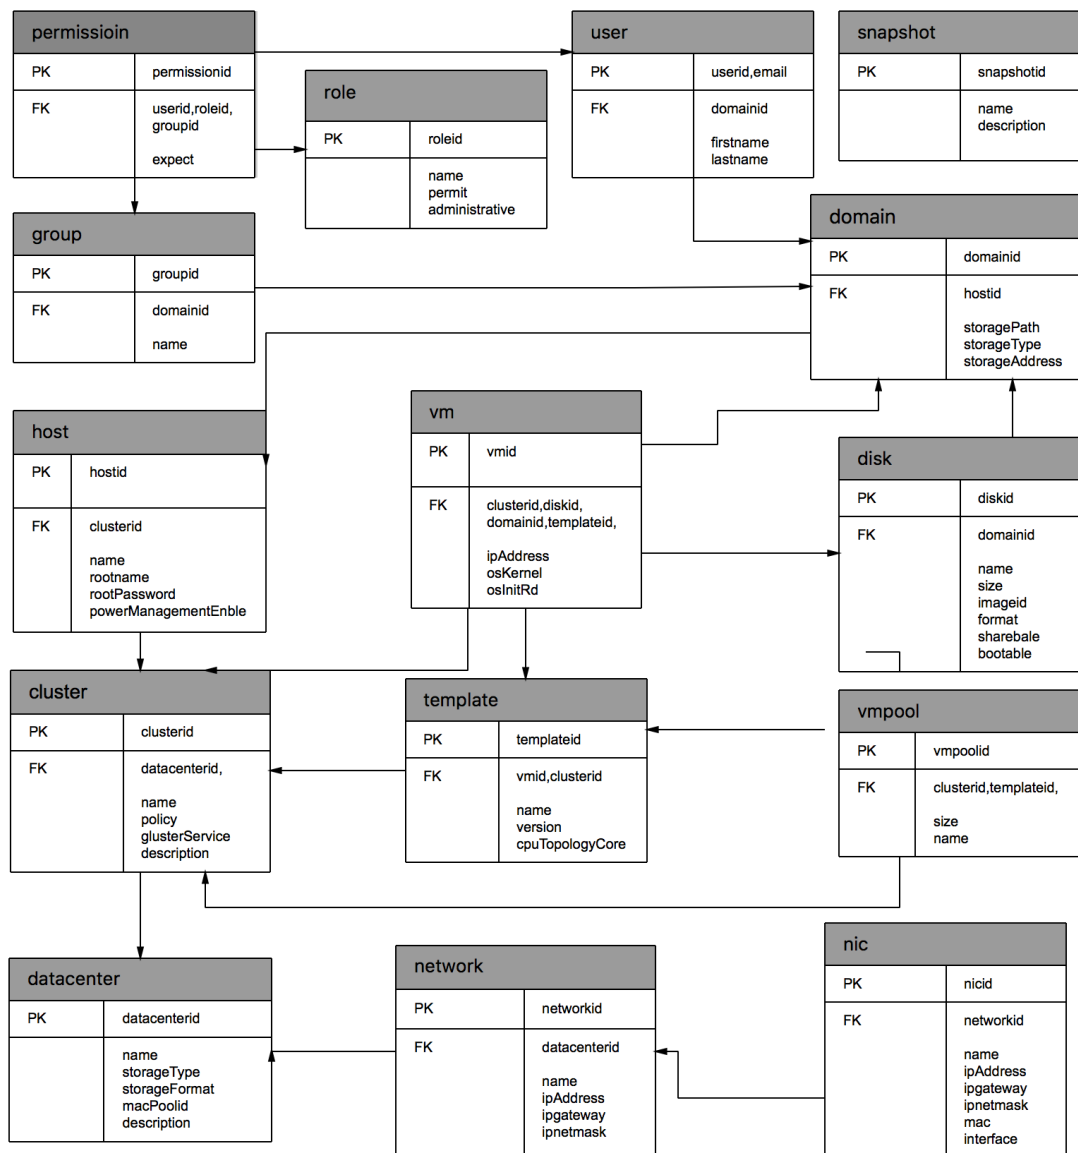 permissioin
PK permissionid
FK userid,roleid,
groupid
expect
role
PK roleid
name
permit
administrative
user
PK userid,email
FK domainid
firstname
lastname
snapshot
PK snapshotid
name
description
group
PK groupid
FK domainid
name
domain
PK domainid
FK hostid
storagePath
storageType
storageAddress
host
PK hostid
FK clusterid
name
rootname
rootPassword
powerManagementEnble
vm
PK vmid
FK clusterid,diskid,
domainid,templateid,
ipAddress
osKernel
osInitRd
disk
PK diskid
FK domainid
name
size
imageid
format
sharebale
bootable
cluster
PK clusterid
FK datacenterid,
name
policy
glusterService
description
template
PK templateid
FK vmid,clusterid
name
version
cpuTopologyCore
vmpool
PK vmpoolid
FK clusterid,templateid,
size
name
datacenter
PK datacenterid
name
storageType
storageFormat
macPoolid
description
network
PK networkid
FK datacenterid
name
ipAddress
ipgateway
ipnetmask
nic
PK nicid
FK networkid
name
ipAddress
ipgateway
ipnetmask
mac
interface